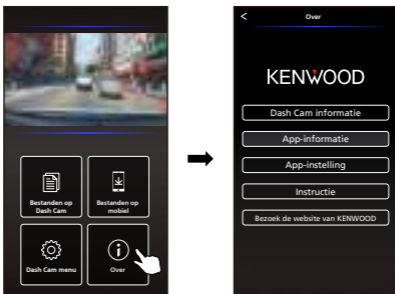 Bestanden op
Dash Cam
Bestanden op
mobiel
Dash Cam menu
Over
<
Over
KENWOOD
Dash Cam informatie
App-informatie
App-instelling
Instructie
Bezoek de website van KENWOOD